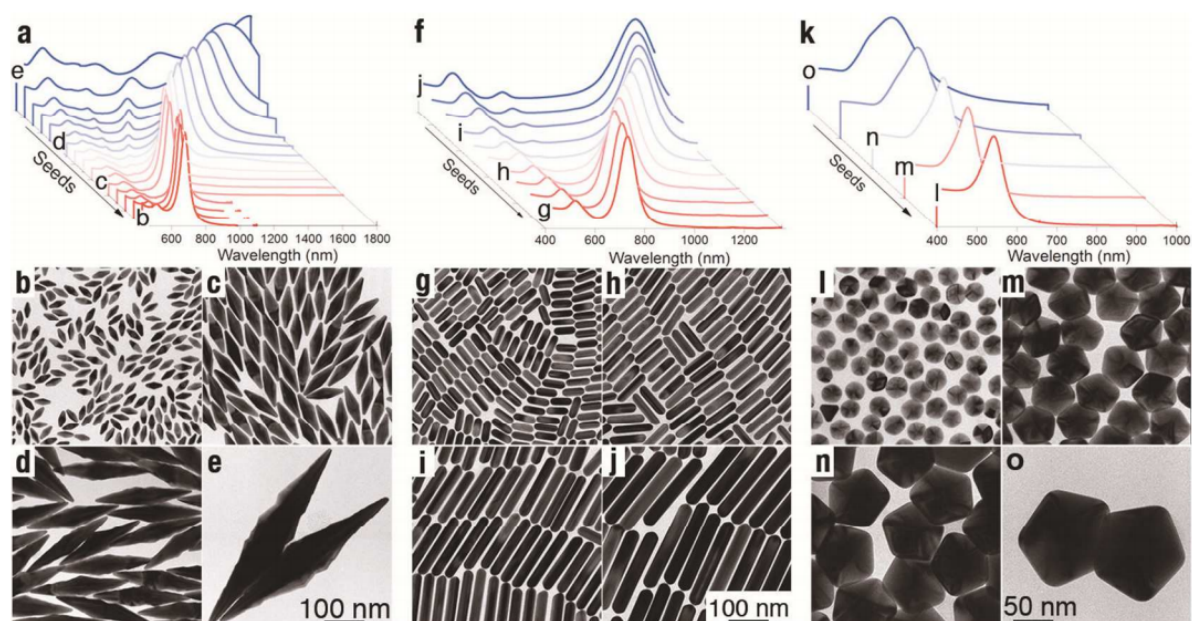 a
e
d
c
b
Seeds
600 800 1000 1200 1400 1600 1800
Wavelength (nm)
f
j
i
h
g
Seeds
400 600 800 1000 1200
Wavelength (nm)
k
o
n
m
l
Seeds
400 500 600 700 800 900 1000
Wavelength (nm)
b c g h l m
d e i j n o
100 nm 100 nm 50 nm